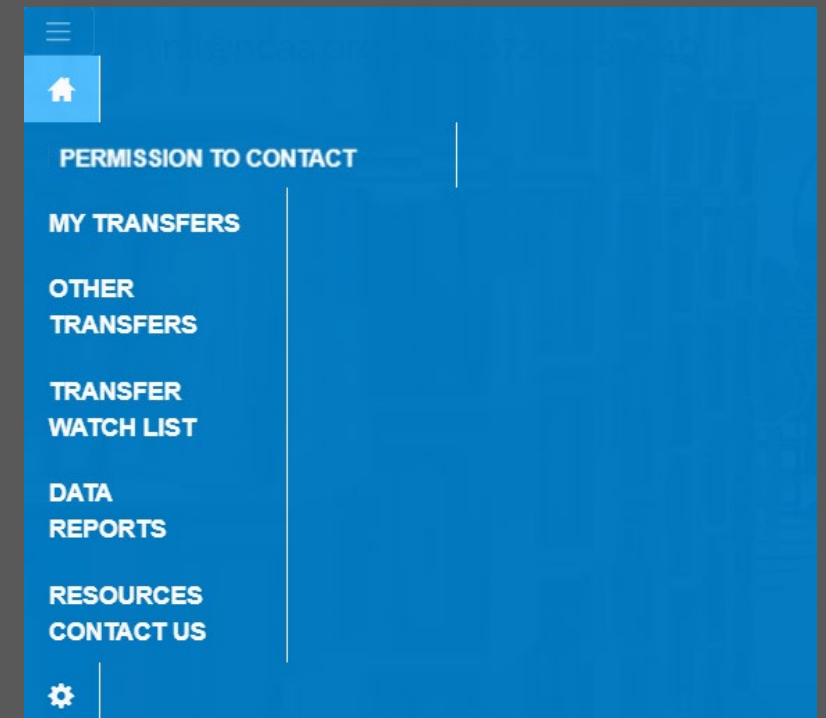 PERMISSION TO CONTACT
MY TRANSFERS
OTHER
TRANSFERS
TRANSFER
WATCH LIST
DATA
REPORTS
RESOURCES
CONTACT US